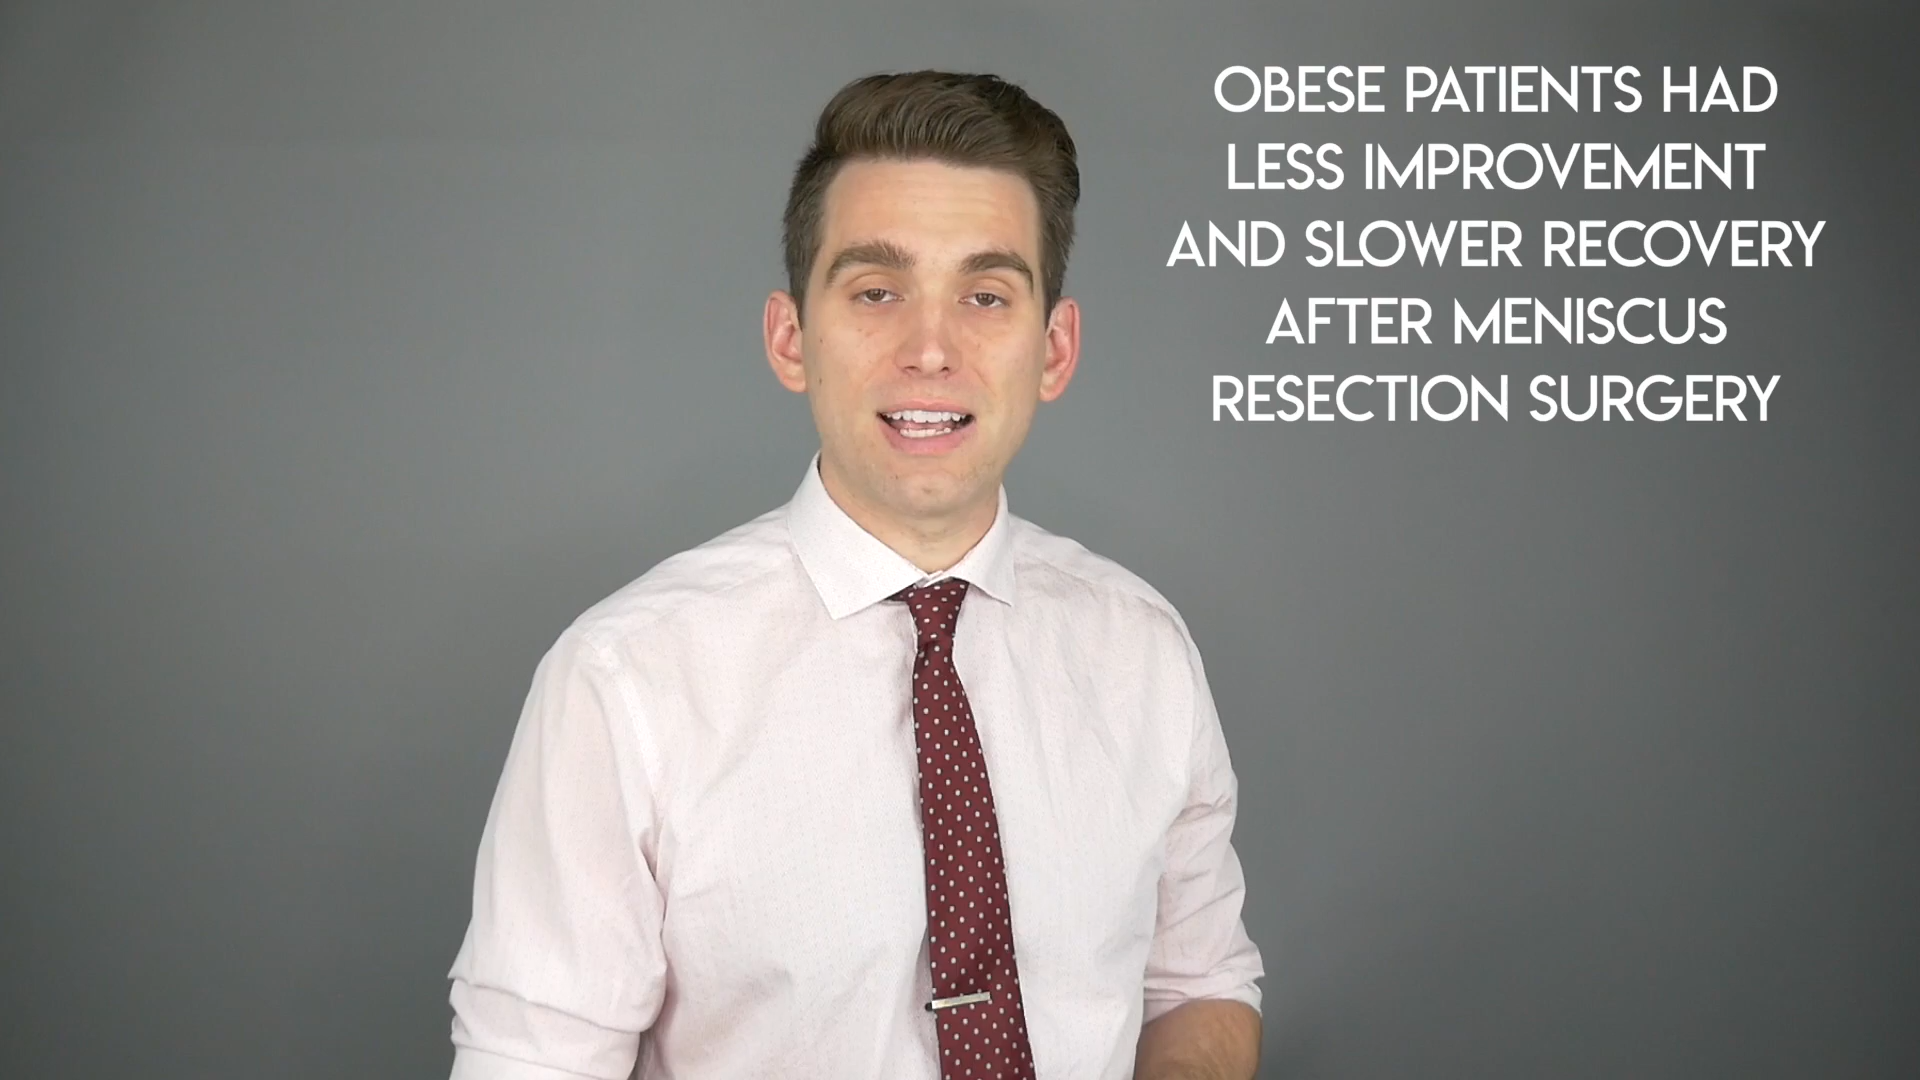 OBESE PATIENTS HAD
LESS IMPROVEMENT
AND SLOWER RECOVERY
AFTER MENISCUS
RESECTION SURGERY